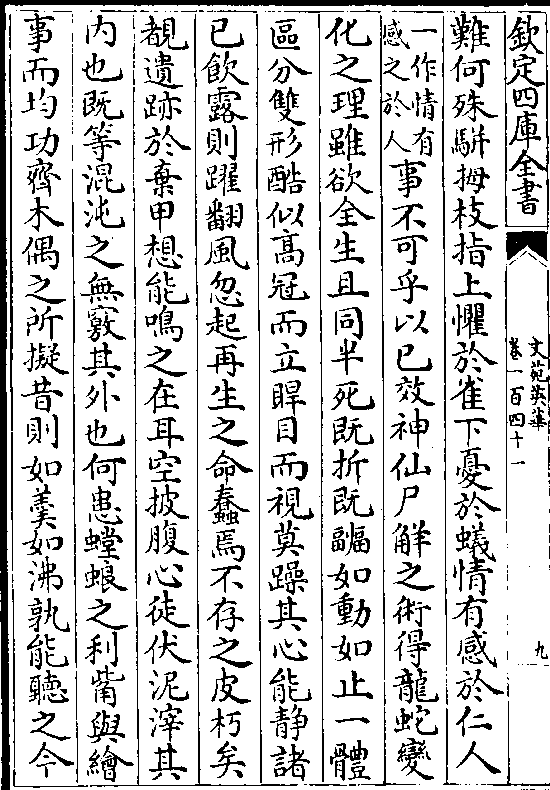 欽定四庫全書
文苑英華
卷一百四十一
九
難何殊駢拇枝指上懼於雀下憂於蟻情有感於仁人
一作情有
感之於人
事不可乎以已效神仙尸解之術得龍蛇變
化之理雖欲全生且同半死既折既副如動如止一體
區分雙形酷似高冠而立睅目而視莫躁其心能静諸
已飲露則躍翻風忽起再生之命蠢焉不存之皮朽矣
覩遺跡於棄甲想能鳴之在耳空披腹心徒伏泥滓其
内也既等混沌之無竅其外也何患螳蜋之利觜與繪
事而均功齊木偶之所擬昔則如羹如沸孰能聽之今